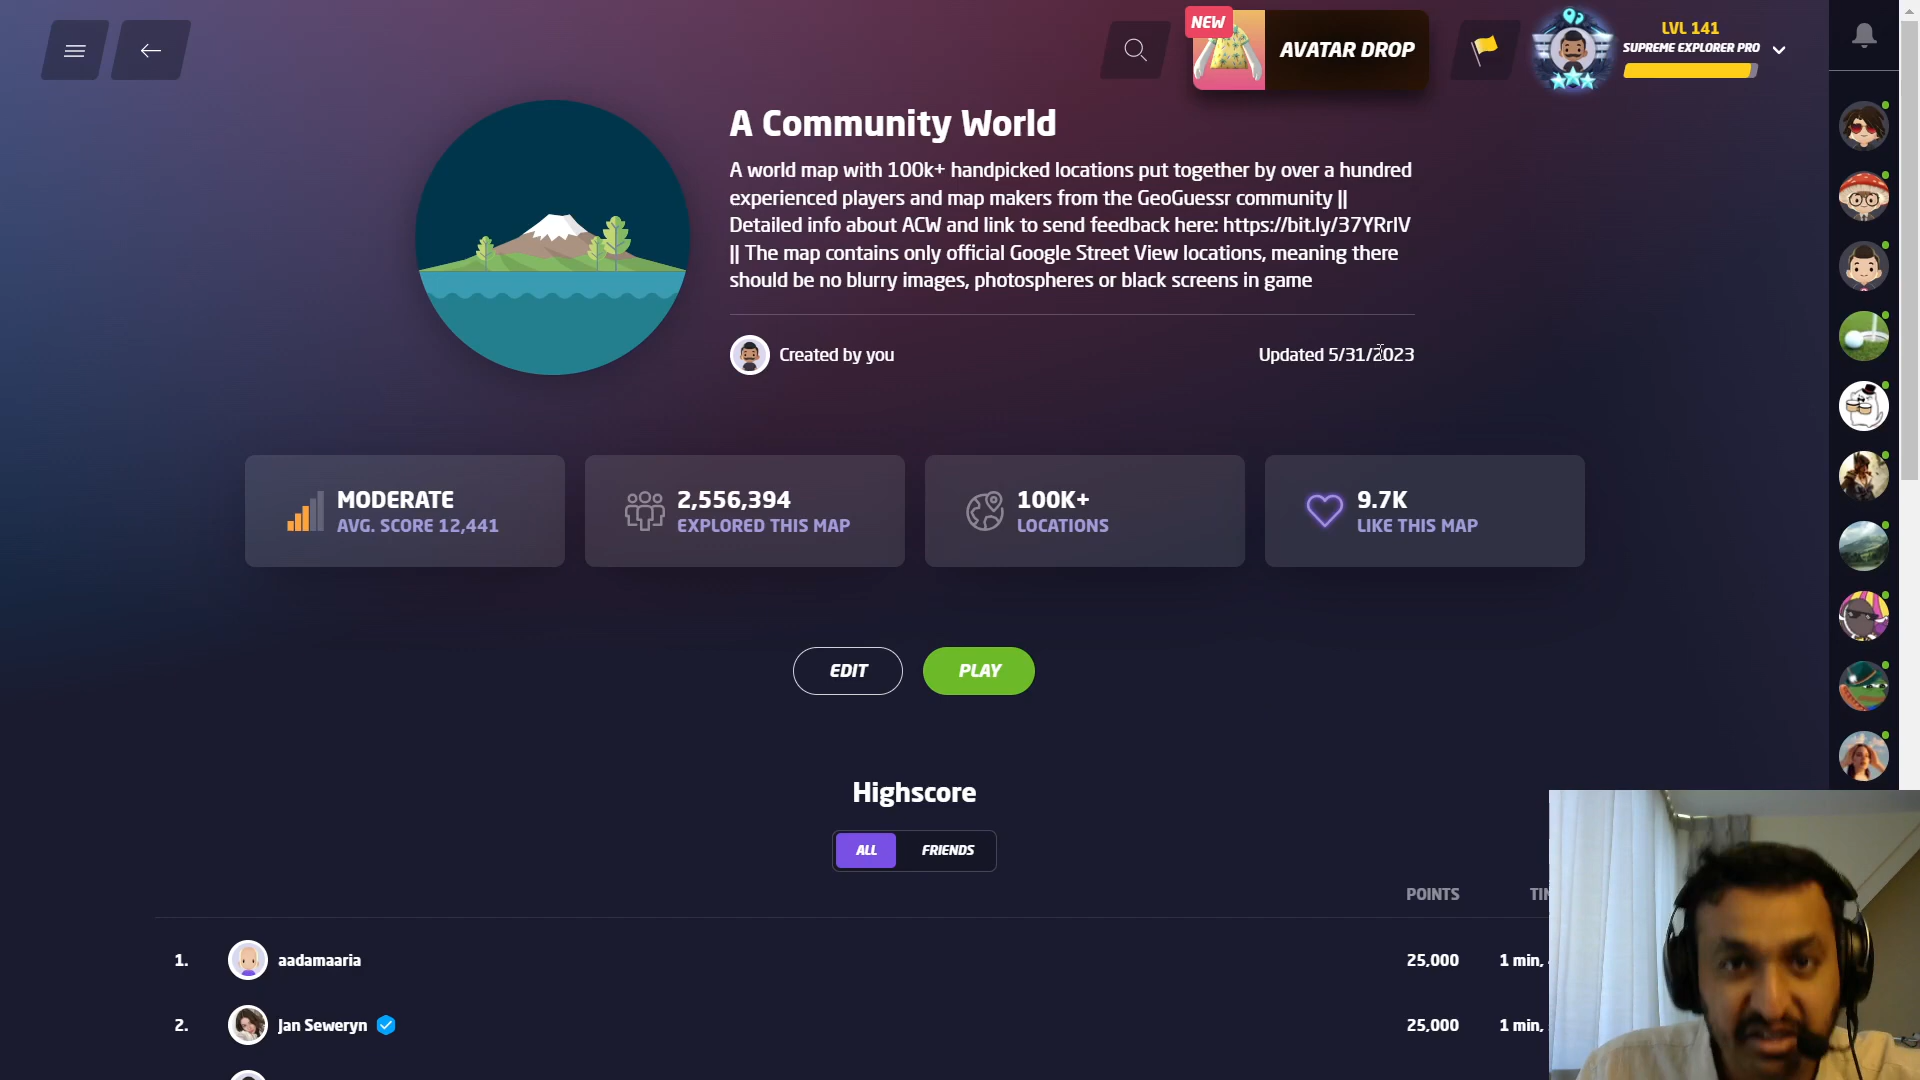 NEW
AVATAR DROP
LVL 141
SUPREME EXPLORER PRO
A Community World
A world map with 100k+ handpicked locations put together by over a hundred
experienced players and map makers from the GeoGuessr community ||
Detailed info about ACW and link to send feedback here: https://bit.ly/37YRrIV
|| The map contains only official Google Street View locations, meaning there
should be no blurry images, photospheres or black screens in game
Created by you
Updated 5/31/2023
MODERATE
AVG. SCORE 12,441
2,556,394
EXPLORED THIS MAP
100K+
LOCATIONS
9.7K
LIKE THIS MAP
EDIT
PLAY
Highscore
ALL
FRIENDS
POINTS
1.
aadamaaria
25,000
1 min,
2.
Jan Seweryn
25,000
1 min,